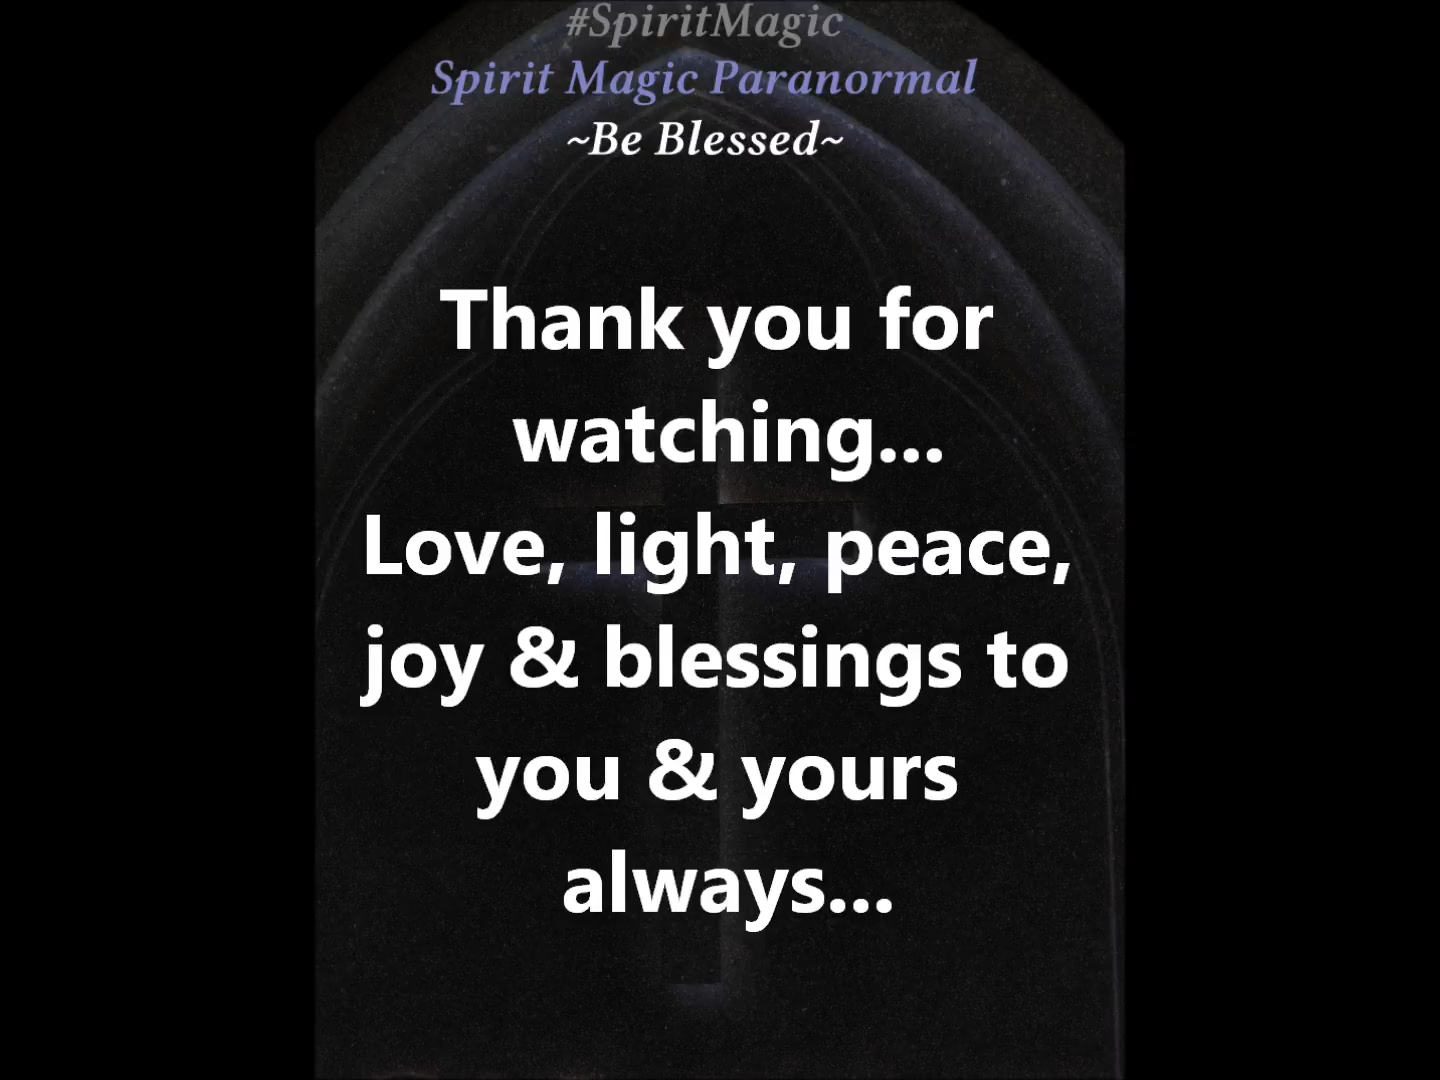 #SpiritMagic
Spirit Magic Paranormal
~Be Blessed~
Thank you for
watching...
Love, light, peace,
joy & blessings to
you & yours
always...